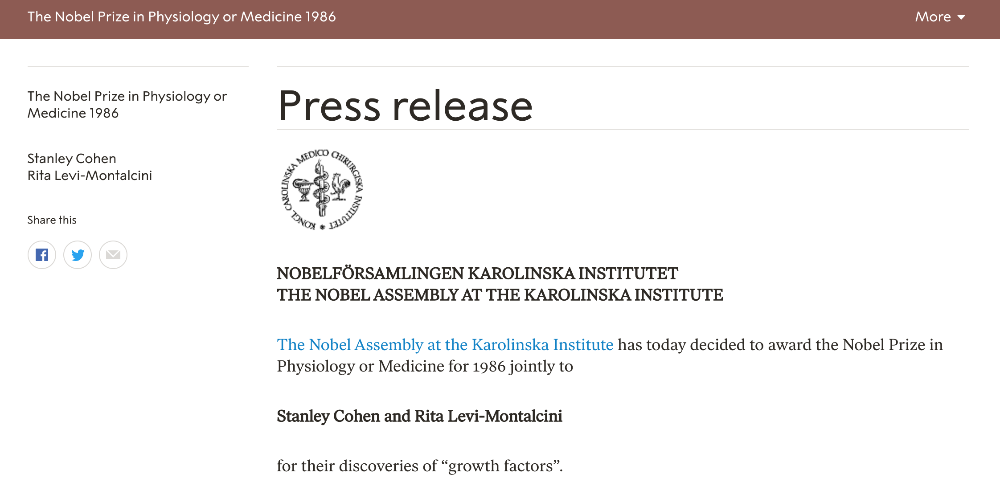 The Nobel Prize in Physiology or Medicine 1986
More
The Nobel Prize in Physiology or
Medicine 1986
Stanley Cohen
Rita Levi-Montalcini
Share this
Press release
KONGL. CAROLINSKA MEDICO CHIRURGISKA INSTITUTET *
NOBELFÖRSAMLINGEN KAROLINSKA INSTITUTET
THE NOBEL ASSEMBLY AT THE KAROLINSKA INSTITUTE
The Nobel Assembly at the Karolinska Institute has today decided to award the Nobel Prize in
Physiology or Medicine for 1986 jointly to
Stanley Cohen and Rita Levi-Montalcini
for their discoveries of “growth factors”.